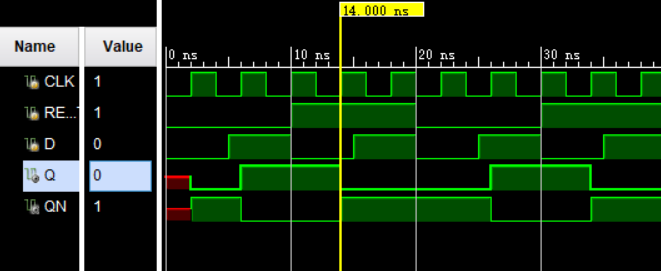 14.000 ns
Name Value
0 ns 10 ns 20 ns 30 ns
CLK 1
RE...T 1
D 0
Q 0
QN 1